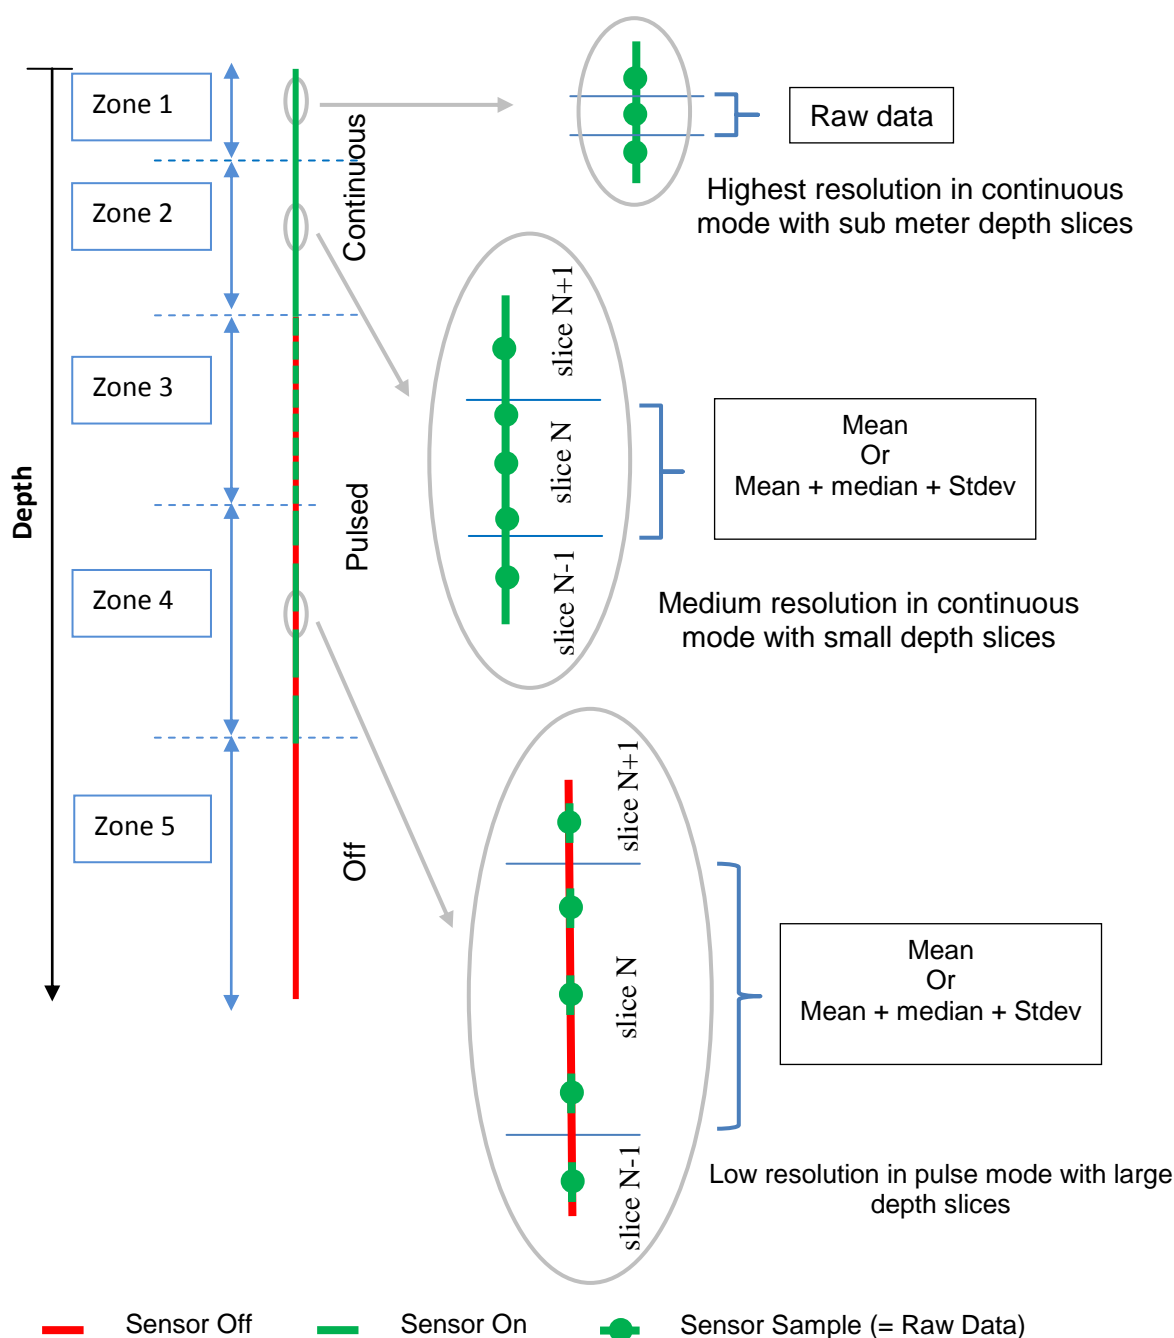 Depth
Zone 1
Zone 2
Zone 3
Zone 4
Zone 5
Continuous
Pulsed
Off
Raw data
Highest resolution in continuous
mode with sub meter depth slices
slice N+1
slice N
slice N-1
Mean
Or
Mean + median + Stdev
Medium resolution in continuous
mode with small depth slices
slice N+1
slice N
slice N-1
Mean
Or
Mean + median + Stdev
Low resolution in pulse mode with large
depth slices
Sensor Off
Sensor On
Sensor Sample (= Raw Data)